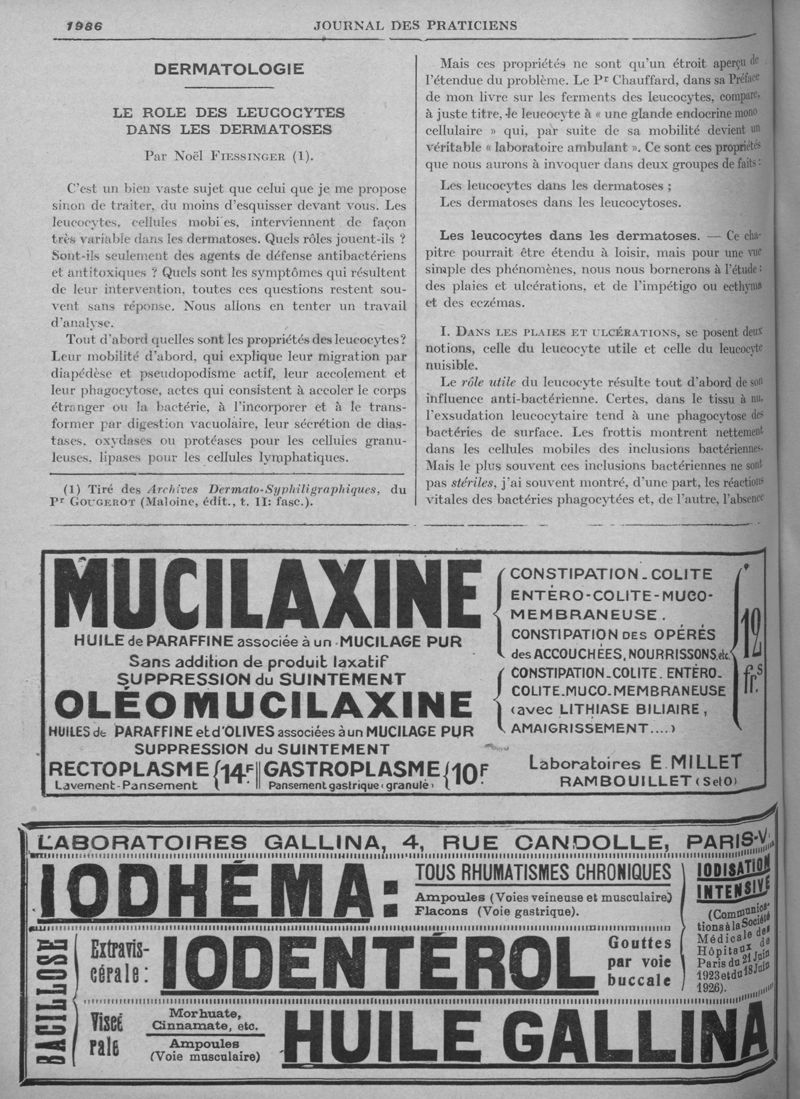 1986
JOURNAL DES PRATICIENS
DERMATOLOGIE
LE ROLE DES LEUCOCYTES
DANS LES DERMATOSES
Par Noël FIESSINGER (1).
C'est un bien vaste sujet que celui que je me propose
sinon de traiter, du moins d'esquisser devant vous. Les
leucocytes, cellules mobi es, interviennent de façon
très variable dans les dermatoses. Quels rôles jouent-ils ?
Sont-ils seulement des agents de défense antibactériens
et antitoxiques ? Quels sont les symptômes qui résultent
de leur intervention, toutes ces questions restent sou-
vent sans réponse. Nous allons en tenter un travail
d'analyse.
Tout d'abord quelles sont les propriétés des leucocytes?
Leur mobilité d'abord, qui explique leur migration par
diapédèse et pseudopodisme actif, leur accolement et
leur phagocytose, actes qui consistent à accoler le corps
étranger ou la bactérie, à l'incorporer et à le trans-
former par digestion vacuolaire, leur sécrétion de dias-
tases, oxydases ou protéases pour les cellules granu-
leuses, lipases pour les cellules lymphatiques.
(1) Tiré des Archives Dermato-Syphiligraphiques, du
Pr GOUGEROT (Maloine, édit., t. II: fasc.).
Mais ces propriétés ne sont qu'un étroit aperçu de
l'étendue du problème. Le Pr Chauffard, dans sa Préface
de mon livre sur les ferments des leucocytes, compare,
à juste titre, le leucocyte à « une glande endocrine mono
cellulaire » qui, par suite de sa mobilité devient un
véritable « laboratoire ambulant ». Ce sont ces propriétés
que nous aurons à invoquer dans deux groupes de faits :
Les leucocytes dans les dermatoses ;
Les dermatoses dans les leucocytoses.
Les leucocytes dans les dermatoses. — Ce cha-
pitre pourrait être étendu à loisir, mais pour une vue
simple des phénomènes, nous nous bornerons à l'étude :
des plaies et ulcérations, et de l'impétigo ou ecthyma
et des eczémas.
I. DANS LES PLAIES ET ULCÉRATIONS, se posent deux
notions, celle du leucocyte utile et celle du leucocyte
nuisible.
Le rôle utile du leucocyte résulte tout d'abord de son
influence anti-bactérienne. Certes, dans le tissu à nu,
l'exsudation leucocytaire tend à une phagocytose des
bactéries de surface. Les frottis montrent nettement
dans les cellules mobiles des inclusions bactériennes.
Mais le plus souvent ces inclusions bactériennes ne sont
pas stériles, j'ai souvent montré, d'une part, les réactions
vitales des bactéries phagocytées et, de l'autre, l'absence
MUCILAXINE
HUILE de PARAFFINE associée à un MUCILAGE PUR
Sans addition de produit laxatif
SUPPRESSION du SUINTEMENT
CONSTIPATION_COLITE
ENTÉRO-COLITE-MUCO-
MEMBRANEUSE.
CONSTIPATION DES OPÉRÉS
des ACCOUCHÉES, NOURRISSONS, etc.
OLÉOMUCILAXINE
HUILES de PARAFFINE et d'OLIVES associées à un MUCILAGE PUR
SUPPRESSION du SUINTEMENT
CONSTIPATION_COLITE. ENTÉRO_
COLITE_MUCO_MEMBRANEUSE
(avec LITHIASE BILIAIRE,
AMAIGRISSEMENT....)
12
frs
RECTOPLASME
Lavement-Pansement
14.F
GASTROPLASME
Pansement gastrique (granulé)
10F
Laboratoires E. MILLET
RAMBOUILLET (SetO)
LABORATOIRES GALLINA, 4, RUE CANDOLLE, PARIS-V.
IODHÉMA:
TOUS RHUMATISMES CHRONIQUES
Ampoules (Voies veineuse et musculaire)
Flacons (Voie gastrique).
IODISATION
INTENSIVE
(Communica-
tions à la Société
Médicale des
Hôpitaux de
Paris du 21 Juin
1923 et du 18 Juin
1926).
BACILLOSE
Extravis-
cérale:
IODENTÉROL
Gouttes
par voie
buccale
Viscé
rale
Morhuate,
Cinnamate, etc.
Ampoules
(Voie musculaire)
HUILE GALLINA